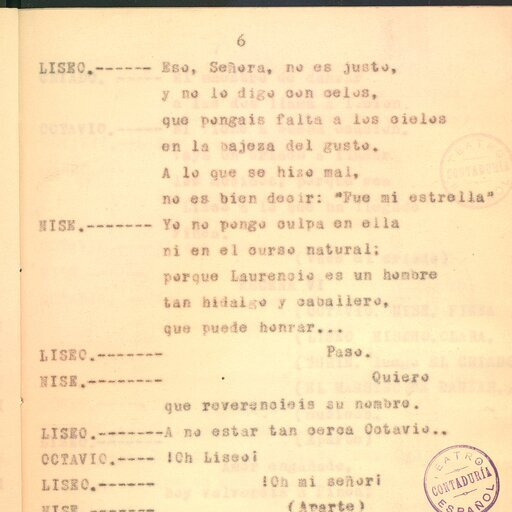 6
LISEO.------ Eso, Señora, no es justo,
y no lo digo con celos,
que pongais falta a los cielos
en la bajeza del gusto.
A lo que se hizo mal,
no es bien decir: "Fue mi estrella"
NISE.------- Yo no pongo culpa en ella
ni en el curso natural;
porque Laurencio es un hombre
tan hidalgo y caballero,
que puede honrar...
LISEO.------- Paso.
NISE.-------- Quiero
que reverencieis su nombre.
LISEO.-------A no estar tan cerca Octavio..
OCTAVIO.---- !Oh Liseo¡
LISEO.------- !Oh mi señor¡
NISE.-------- (Aparte)
TEATRO ESPAÑOL
CONTADURIA